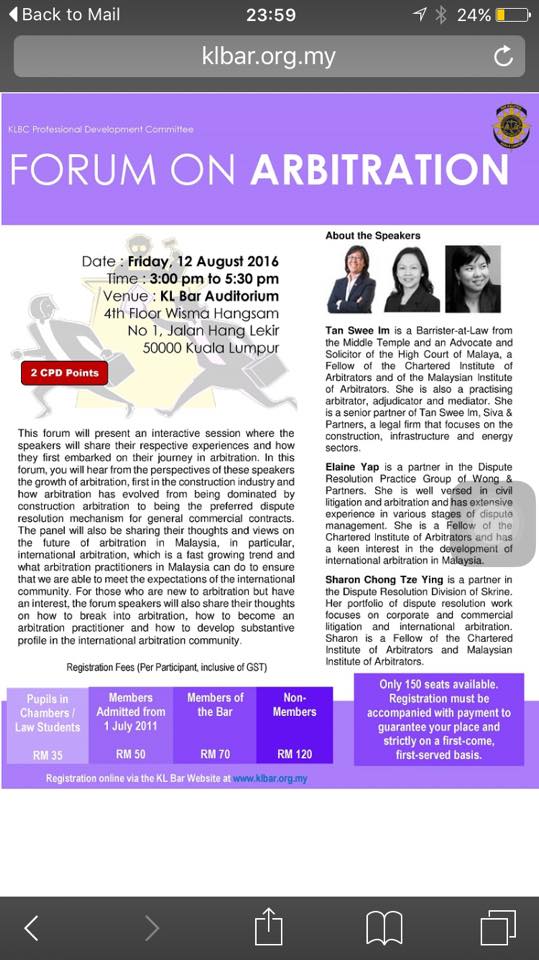 Back to Mail
23:59
24%
klbar.org.my
KLBC Professional Development Committee
FORUM ON ARBITRATION
Date : Friday, 12 August 2016
Time : 3:00 pm to 5:30 pm
Venue : KL Bar Auditorium
4th Floor Wisma Hangsam
No 1, Jalan Hang Lekir
50000 Kuala Lumpur
2 CPD Points
This forum will present an interactive session where the
speakers will share their respective experiences and how
they first embarked on their journey in arbitration. In this
forum, you will hear from the perspectives of these speakers
the growth of arbitration, first in the construction industry and
how arbitration has evolved from being dominated by
construction arbitration to being the preferred dispute
resolution mechanism for general commercial contracts.
The panel will also be sharing their thoughts and views on
the future of arbitration in Malaysia, in particular,
international arbitration, which is a fast growing trend and
what arbitration practitioners in Malaysia can do to ensure
that we are able to meet the expectations of the international
community. For those who are new to arbitration but have
an interest, the forum speakers will also share their thoughts
on how to break into arbitration, how to become an
arbitration practitioner and how to develop substantive
profile in the international arbitration community.
About the Speakers
Tan Swee Im is a Barrister-at-Law from
the Middle Temple and an Advocate and
Solicitor of the High Court of Malaya, a
Fellow of the Chartered Institute of
Arbitrators and of the Malaysian Institute
of Arbitrators. She is also a practising
arbitrator, adjudicator and mediator. She
is a senior partner of Tan Swee Im, Siva &
Partners, a legal firm that focuses on the
construction, infrastructure and energy
sectors.
Elaine Yap is a partner in the Dispute
Resolution Practice Group of Wong &
Partners. She is well versed in civil
litigation and arbitration and has extensive
experience in various stages of dispute
management. She is a Fellow of the
Chartered Institute of Arbitrators and has
a keen interest in the development of
international arbitration in Malaysia.
Sharon Chong Tze Ying is a partner in
the Dispute Resolution Division of Skrine.
Her portfolio of dispute resolution work
focuses on corporate and commercial
litigation and international arbitration.
Sharon is a Fellow of the Chartered
Institute of Arbitrators and Malaysian
Institute of Arbitrators.
Registration Fees (Per Participant, inclusive of GST)
Pupils in
Chambers /
Law Students
RM 35
Members
Admitted from
1 July 2011
RM 50
Members of
the Bar
RM 70
Non-
Members
RM 120
Only 150 seats available.
Registration must be
accompanied with payment to
guarantee your place and
strictly on a first-come,
first-served basis.
Registration online via the KL Bar Website at www.klbar.org.my